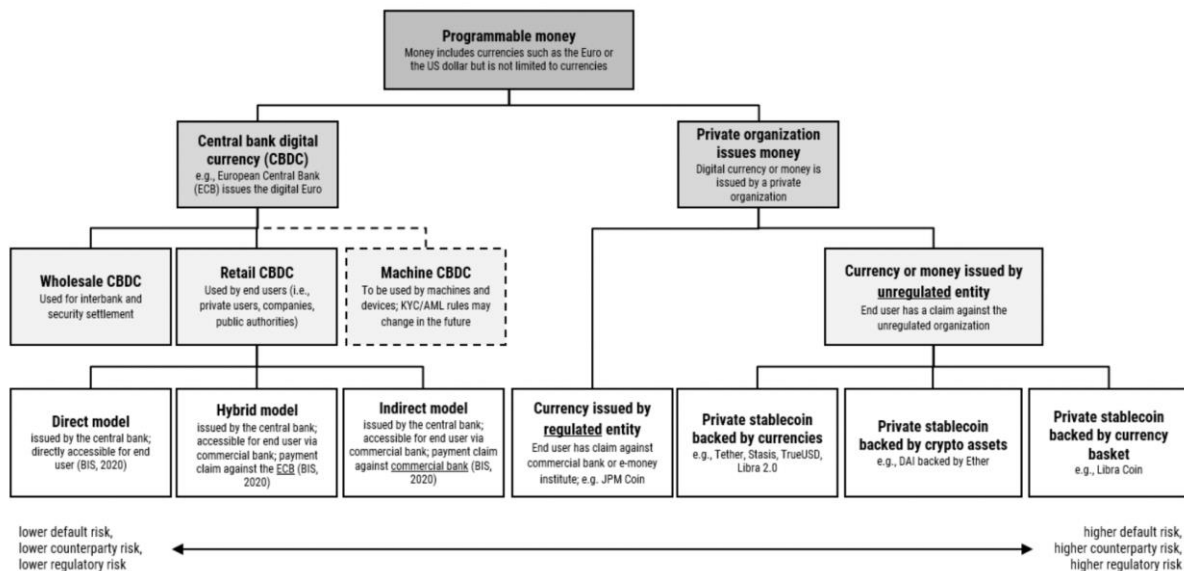 Programmable money
Money includes currencies such as the Euro or
the US dollar but is not limited to currencies
Central bank digital
currency (CBDC)
e.g., European Central Bank
(ECB) issues the digital Euro
Private organization
issues money
Digital currency or money is
issued by a private
organization
Wholesale CBDC
Used for interbank and
security settlement
Retail CBDC
Used by end users (i.e.,
private users, companies,
public authorities)
Machine CBDC
To be used by machines and
devices; KYC/AML rules may
change in the future
Currency or money issued by
unregulated entity
End user has a claim against the
unregulated organization
Direct model
issued by the central bank;
directly accessible for end
user (BIS, 2020)
Hybrid model
issued by the central bank;
accessible for end user via
commercial bank; payment
claim against the ECB (BIS,
2020)
Indirect model
issued by the central bank;
accessible for end user via
commercial bank; payment claim
against commercial bank (BIS,
2020)
Currency issued by
regulated entity
End user has claim against
commercial bank or e-money
institute; e.g. JPM Coin
Private stablecoin
backed by currencies
e.g., Tether, Stasis, TrueUSD,
Libra 2.0
Private stablecoin
backed by crypto assets
e.g., DAI backed by Ether
Private stablecoin
backed by currency
basket
e.g., Libra Coin
lower default risk,
lower counterparty risk,
lower regulatory risk
higher default risk,
higher counterparty risk,
higher regulatory risk